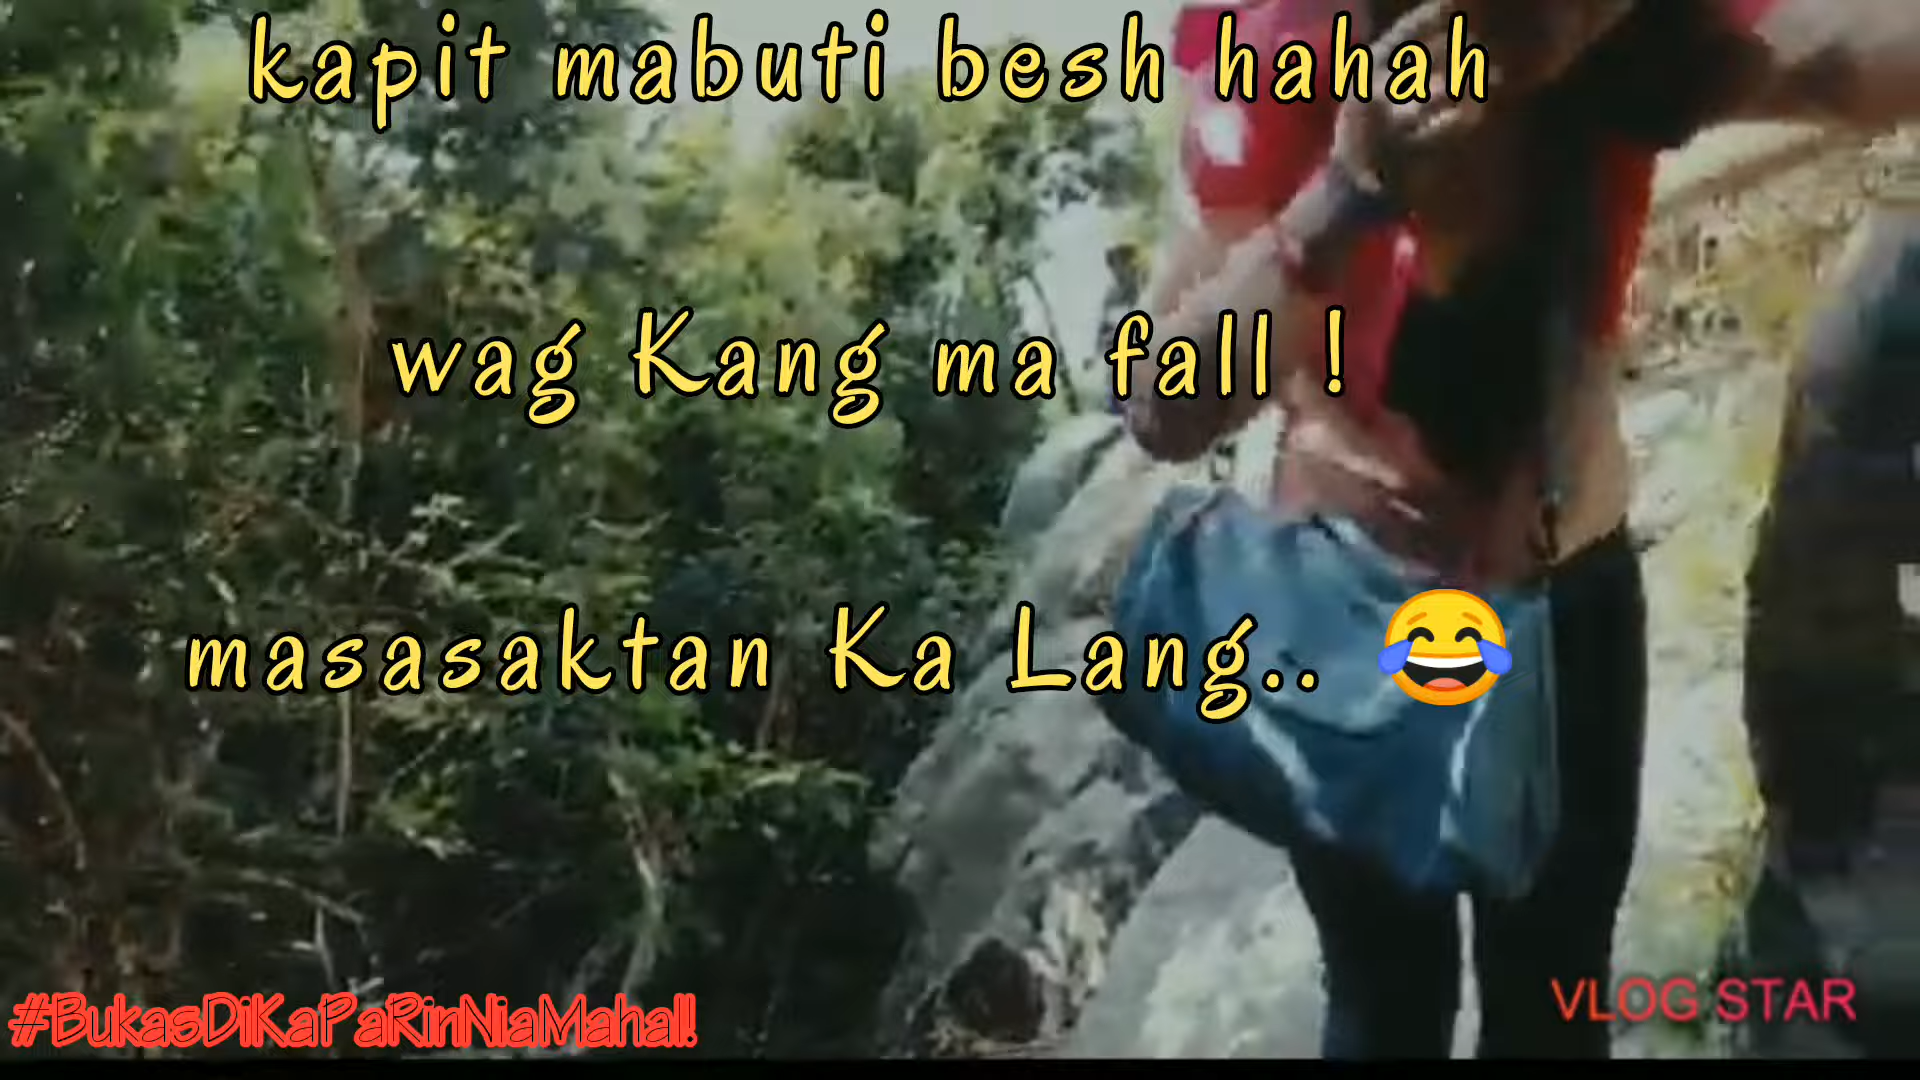 kapit mabuti besh hahah
wag Kang ma fall !
masasaktan Ka Lang.. 😂
#BukasDiKaPaRinNiaMahal!
VLOG STAR